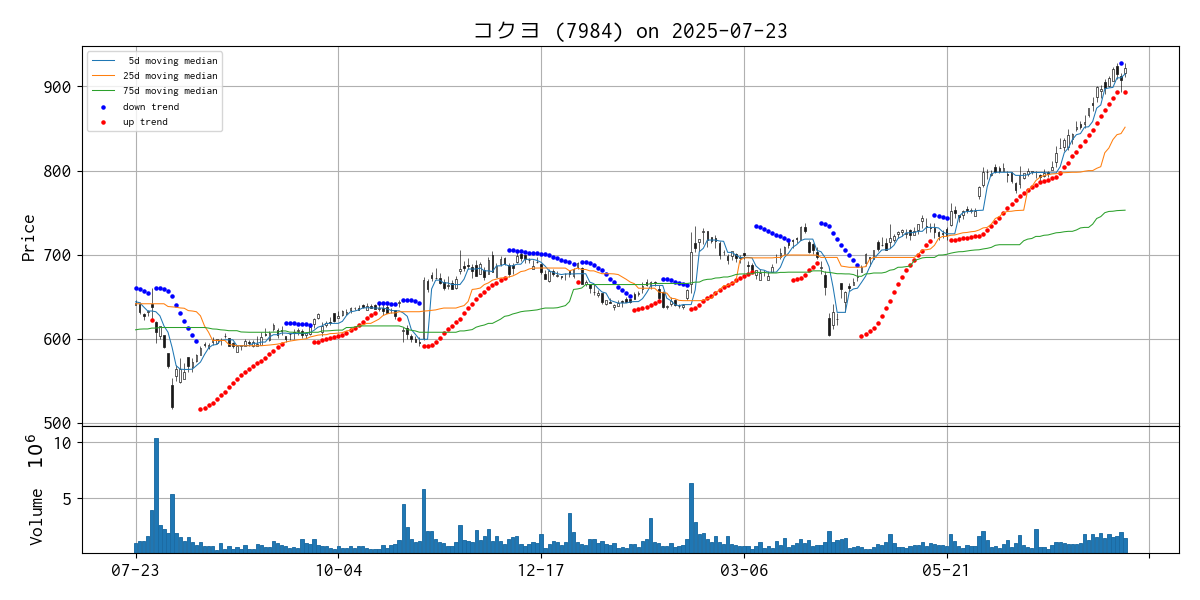 コクヨ (7984) on 2025-07-23
5d moving median
25d moving median
75d moving median
down trend
up trend
Price
900
800
700
600
500
Volume 10^6
10
5
07-23 10-04 12-17 03-06 05-21